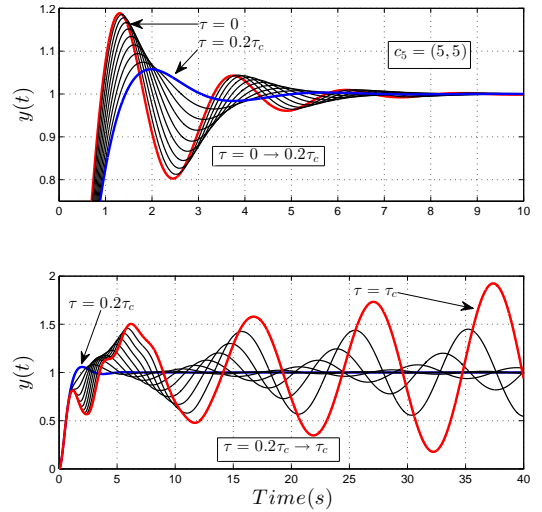 1.2
1.1
1
0.9
0.8
y(t)
τ = 0
τ = 0.2τ_c
c_5 = (5, 5)
τ = 0 → 0.2τ_c
0 1 2 3 4 5 6 7 8 9 10
2
1.5
1
0.5
0
y(t)
τ = 0.2τ_c
τ = τ_c
τ = 0.2τ_c → τ_c
0 5 10 15 20 25 30 35 40
Time(s)